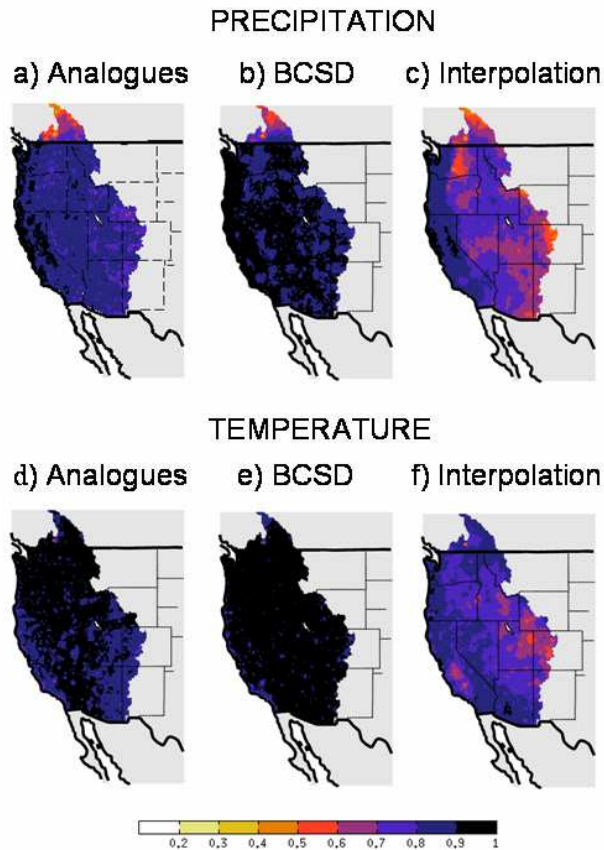 PRECIPITATION
a) Analogues b) BCSD c) Interpolation
TEMPERATURE
d) Analogues e) BCSD f) Interpolation
0.2 0.3 0.4 0.5 0.6 0.7 0.8 0.9 1